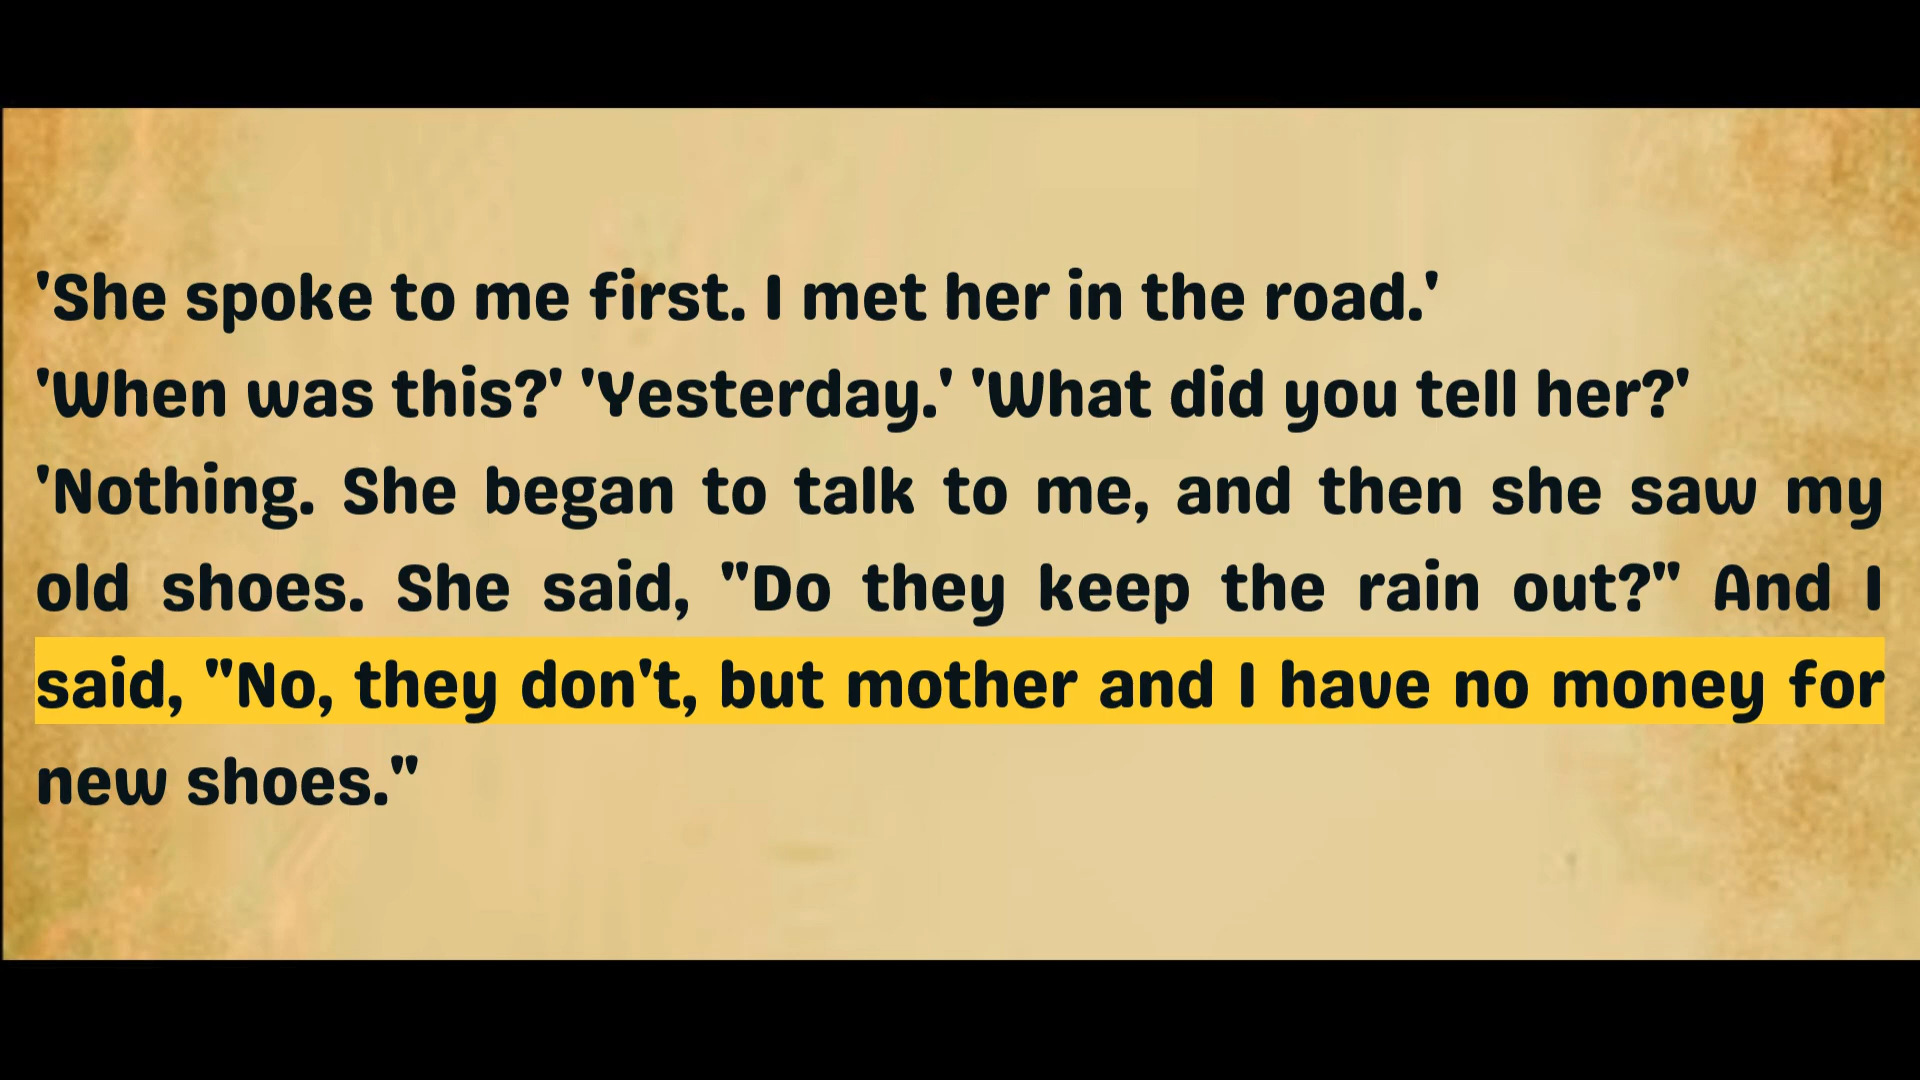 'She spoke to me first. I met her in the road.'
'When was this?' 'Yesterday.' 'What did you tell her?'
'Nothing. She began to talk to me, and then she saw my
old shoes. She said, "Do they keep the rain out?" And I
said, "No, they don't, but mother and I have no money for
new shoes."